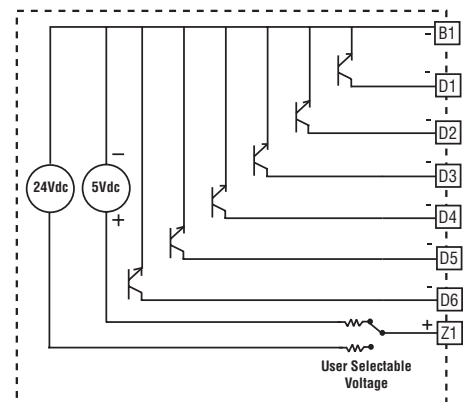 - B1
- D1
- D2
- D3
24Vdc
5Vdc
−
+
- D4
- D5
- D6
+ Z1
User Selectable
Voltage